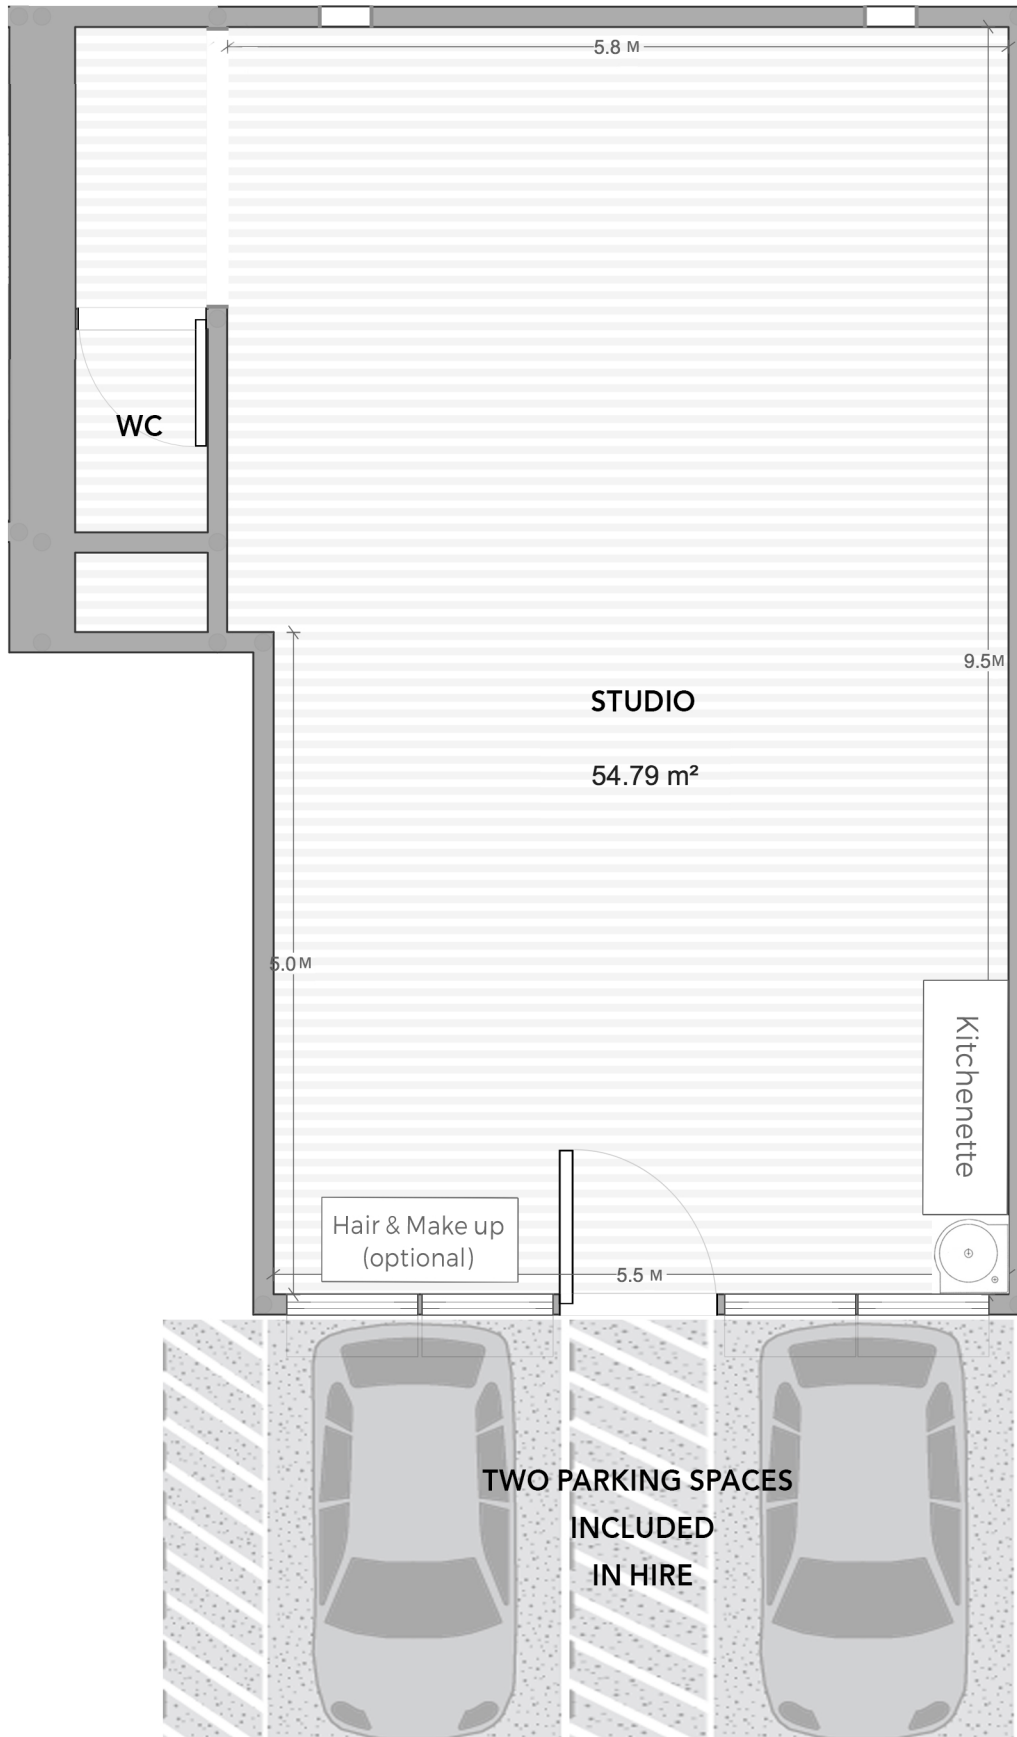 5.8 M
WC
9.5M
STUDIO
54.79 m²
5.0M
Kitchenette
Hair & Make up
(optional)
5.5 M
TWO PARKING SPACES
INCLUDED
IN HIRE